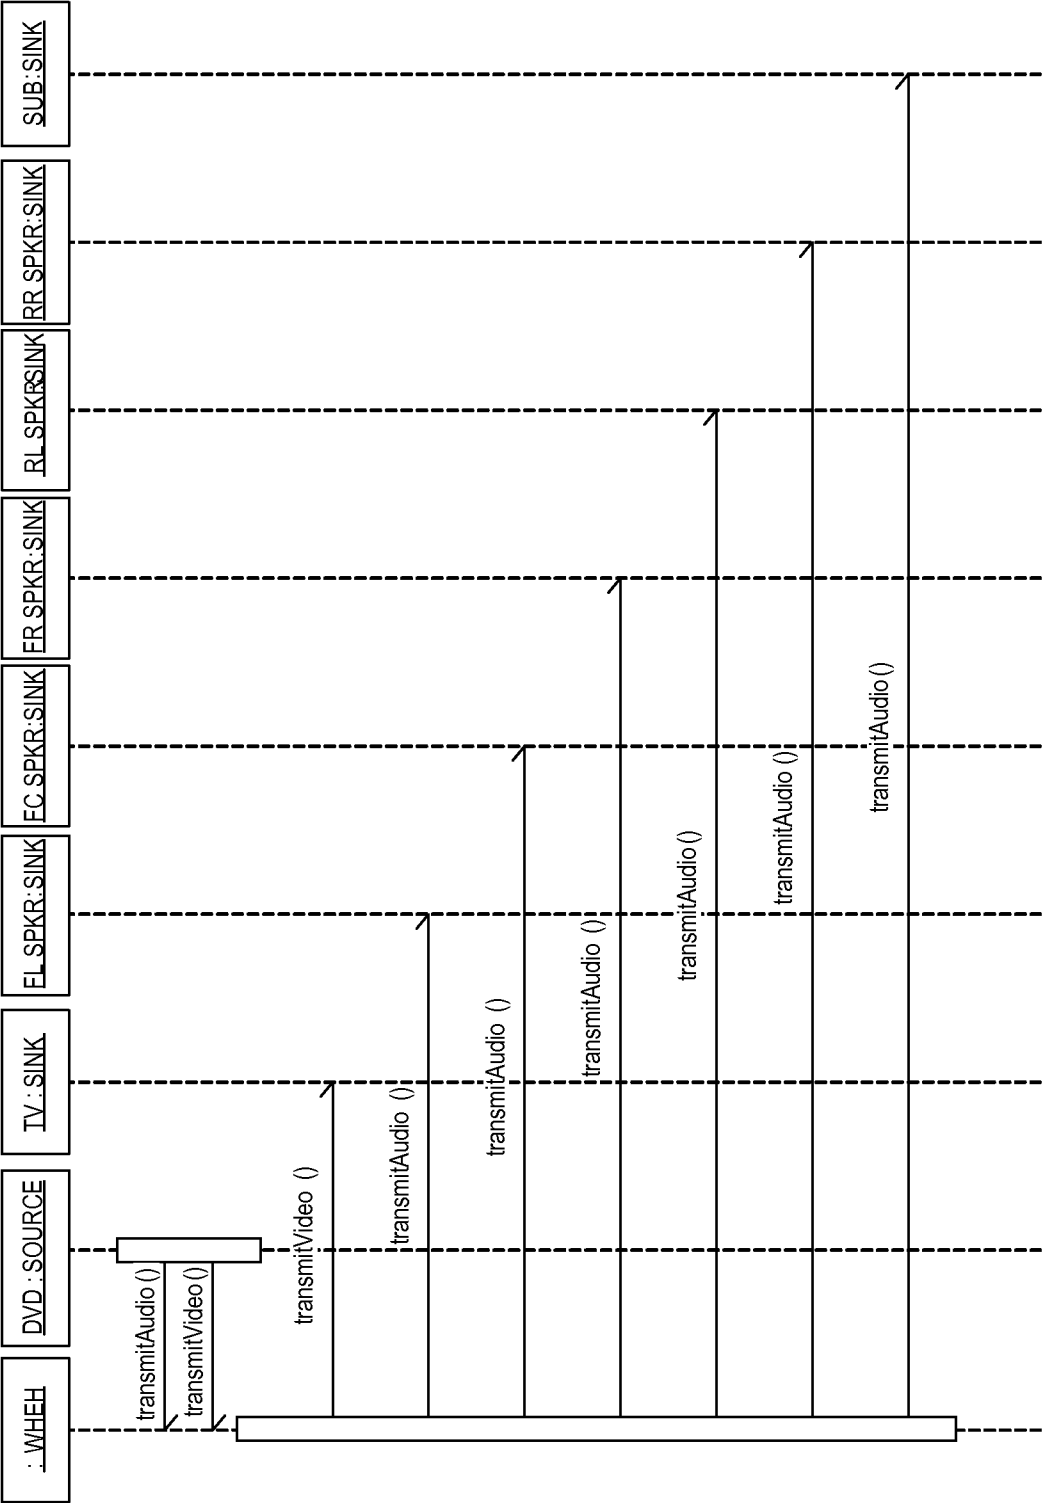 : WHEH
DVD : SOURCE
TV : SINK
FL SPKR:SINK
FC SPKR:SINK
FR SPKR:SINK
RL SPKR:SINK
RR SPKR:SINK
SUB:SINK
transmitAudio ()
transmitVideo ()
transmitVideo ()
transmitAudio ()
transmitAudio ()
transmitAudio ()
transmitAudio ()
transmitAudio ()
transmitAudio ()